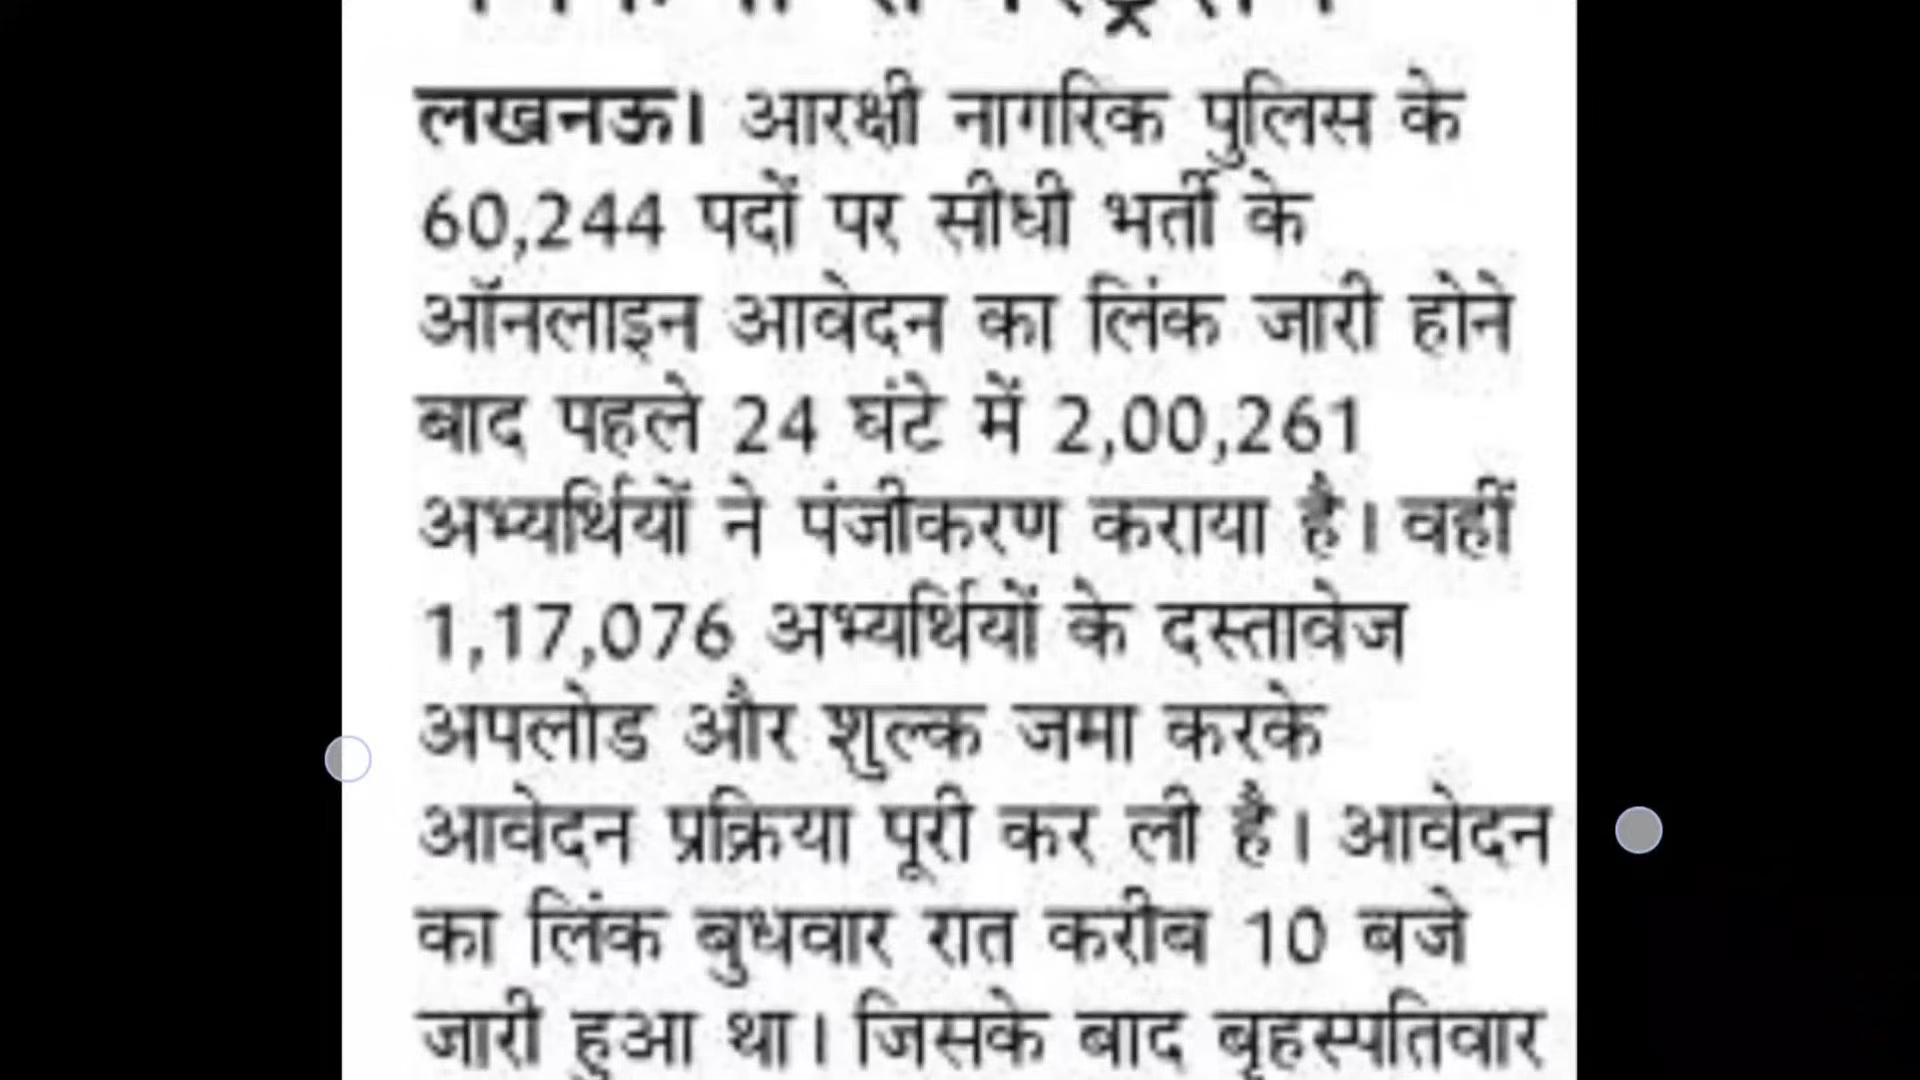 लखनऊ। आरक्षी नागरिक पुलिस के
60,244 पदों पर सीधी भर्ती के
ऑनलाइन आवेदन का लिंक जारी होने
बाद पहले 24 घंटे में 2,00,261
अभ्यर्थियों ने पंजीकरण कराया है। वहीं
1,17,076 अभ्यर्थियों के दस्तावेज
अपलोड और शुल्क जमा करके
आवेदन प्रक्रिया पूरी कर ली है। आवेदन
का लिंक बुधवार रात करीब 10 बजे
जारी हुआ था। जिसके बाद बृहस्पतिवार